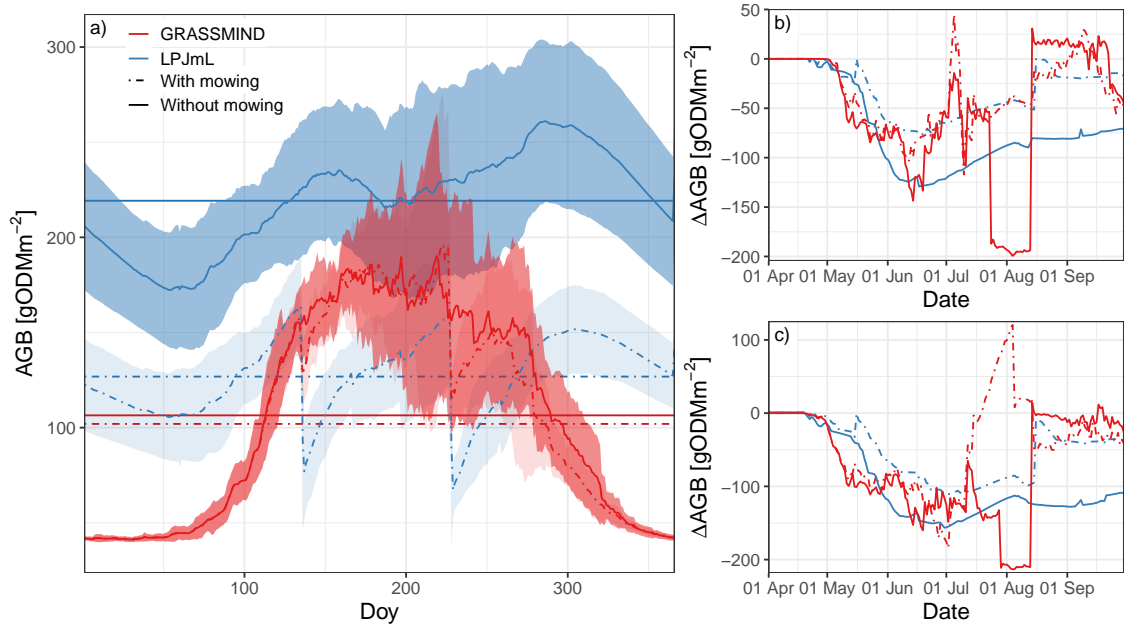 a)
GRASSMIND
LPJmL
With mowing
Without mowing
300
200
100
AGB [gODMm⁻²]
100
200
300
Doy
b)
50
0
−50
−100
−150
−200
ΔAGB [gODMm⁻²]
01 Apr
01 May
01 Jun
01 Jul
01 Aug
01 Sep
Date
c)
100
0
−100
−200
ΔAGB [gODMm⁻²]
01 Apr
01 May
01 Jun
01 Jul
01 Aug
01 Sep
Date